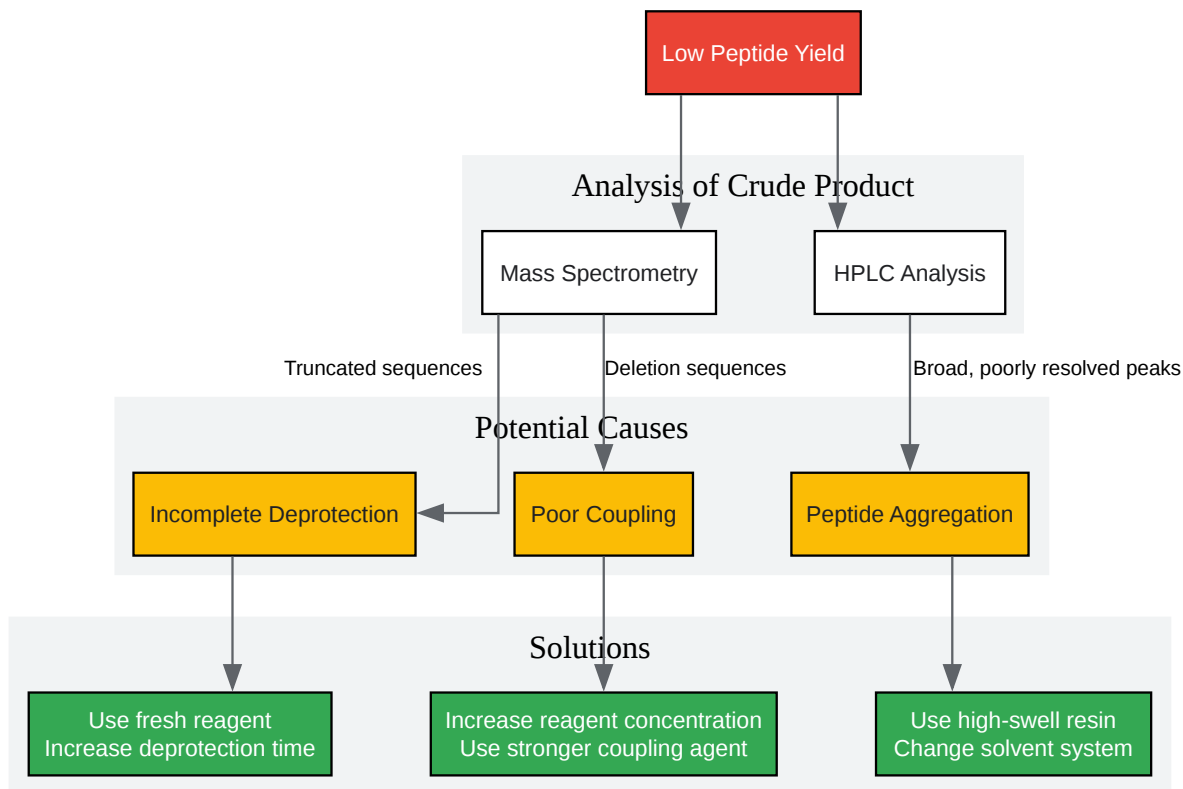 Low Peptide Yield
Analysis of Crude Product
Mass Spectrometry
HPLC Analysis
Truncated sequences
Deletion sequences
Broad, poorly resolved peaks
Potential Causes
Incomplete Deprotection
Poor Coupling
Peptide Aggregation
Solutions
Use fresh reagent
Increase deprotection time
Increase reagent concentration
Use stronger coupling agent
Use high-swell resin
Change solvent system